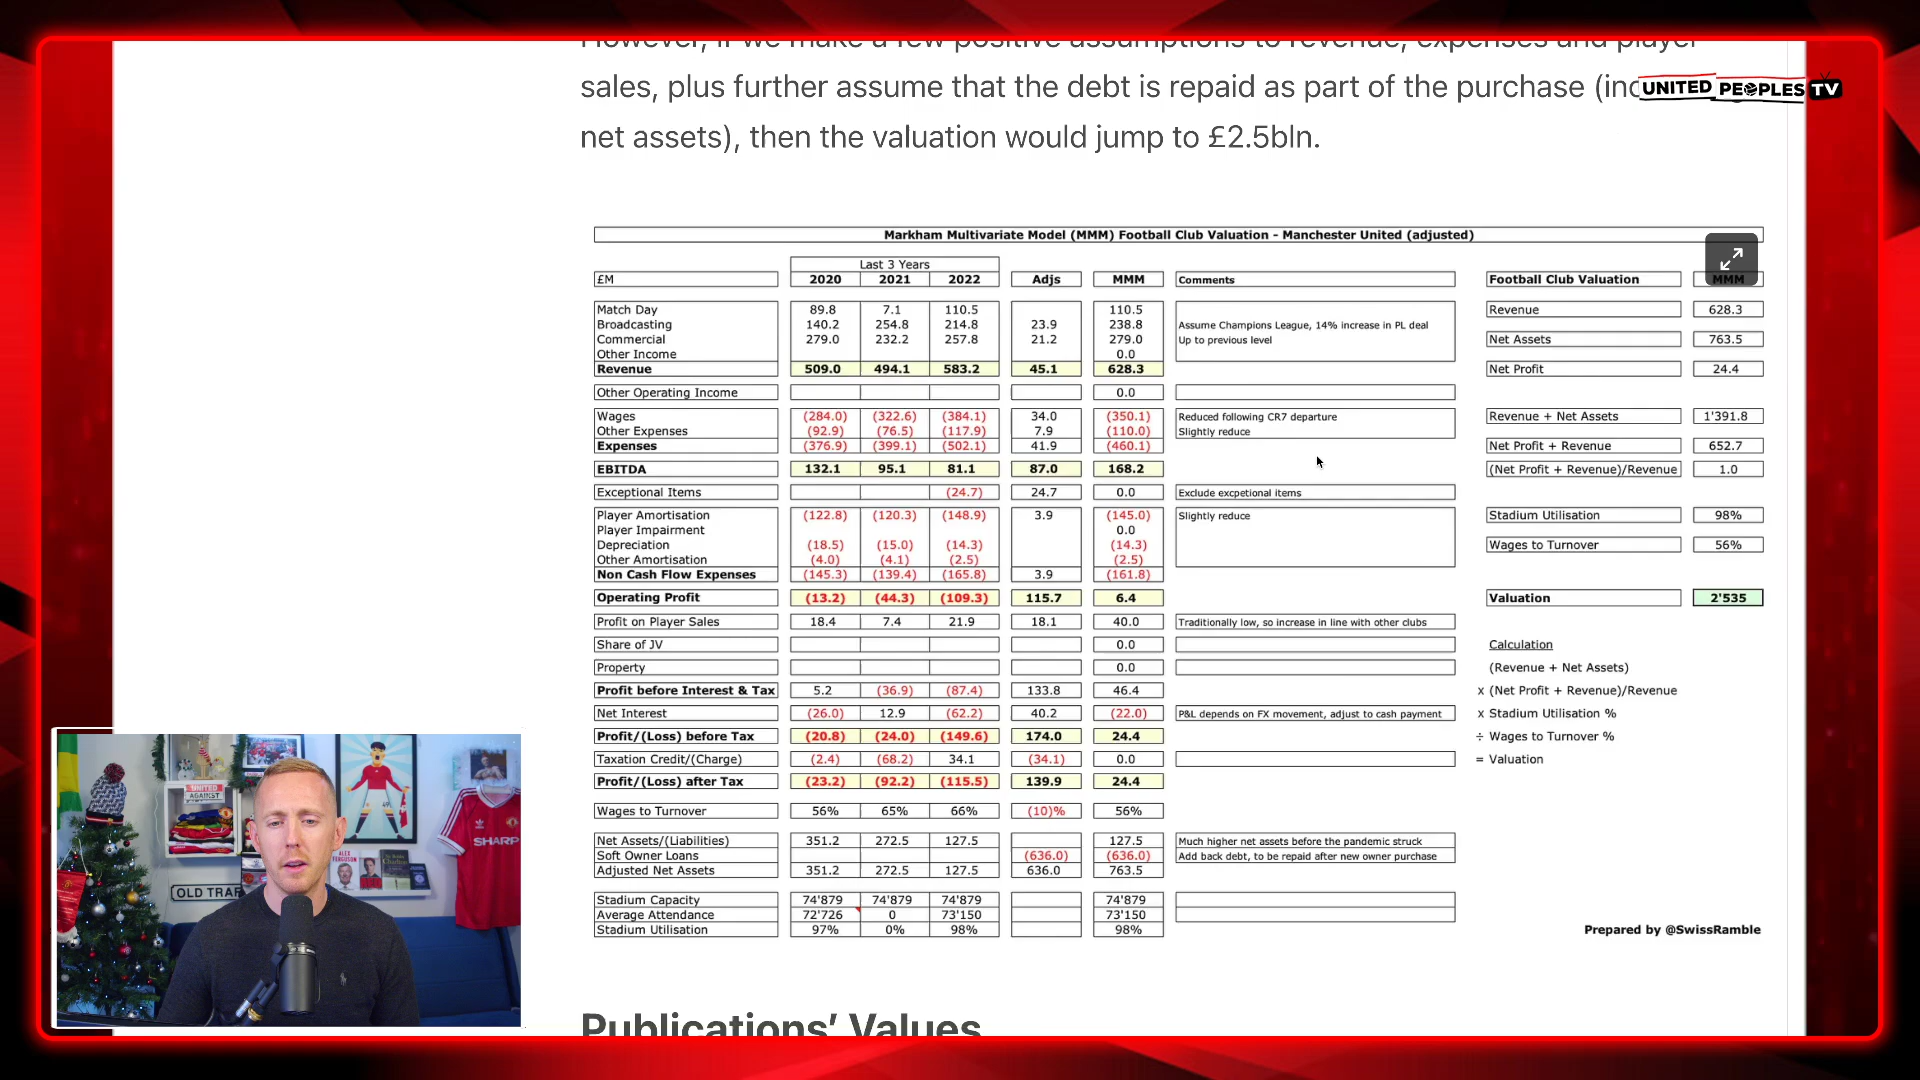 However, if we make a few positive assumptions to revenue, expenses and player
sales, plus further assume that the debt is repaid as part of the purchase
net assets), then the valuation would jump to £2.5bln.
UNITED PEOPLES TV
Markham Multivariate Model (MMM) Football Club Valuation - Manchester United (adjusted)
Last 3 Years
£M 2020 2021 2022 Adjs MMM Comments Football Club Valuation MMM
Match Day 89.8 7.1 110.5 110.5 Revenue 628.3
Broadcasting 140.2 254.8 214.8 23.9 238.8 Assume Champions League, 14% increase in PL deal
Commercial 279.0 232.2 257.8 21.2 279.0 Up to previous level Net Assets 763.5
Other Income 0.0
Revenue 509.0 494.1 583.2 45.1 628.3 Net Profit 24.4
Other Operating Income 0.0
Wages (284.0) (322.6) (384.1) 34.0 (350.1) Reduced following CR7 departure Revenue + Net Assets 1'391.8
Other Expenses (92.9) (76.5) (117.9) 7.9 (110.0) Slightly reduce
Expenses (376.9) (399.1) (502.1) 41.9 (460.1) Net Profit + Revenue 652.7
EBITDA 132.1 95.1 81.1 87.0 168.2 (Net Profit + Revenue)/Revenue 1.0
Exceptional Items (24.7) 24.7 0.0 Exclude excpetional items
Player Amortisation (122.8) (120.3) (148.9) 3.9 (145.0) Slightly reduce Stadium Utilisation 98%
Player Impairment 0.0
Depreciation (18.5) (15.0) (14.3) (14.3) Wages to Turnover 56%
Other Amortisation (4.0) (4.1) (2.5) (2.5)
Non Cash Flow Expenses (145.3) (139.4) (165.8) 3.9 (161.8)
Operating Profit (13.2) (44.3) (109.3) 115.7 6.4 Valuation 2'535
Profit on Player Sales 18.4 7.4 21.9 18.1 40.0 Traditionally low, so increase in line with other clubs
Share of JV 0.0 Calculation
Property 0.0 (Revenue + Net Assets)
Profit before Interest & Tax 5.2 (36.9) (87.4) 133.8 46.4 x (Net Profit + Revenue)/Revenue
Net Interest (26.0) 12.9 (62.2) 40.2 (22.0) P&L depends on FX movement, adjust to cash payment x Stadium Utilisation %
Profit/(Loss) before Tax (20.8) (24.0) (149.6) 174.0 24.4 ÷ Wages to Turnover %
Taxation Credit/(Charge) (2.4) (68.2) 34.1 (34.1) 0.0 = Valuation
Profit/(Loss) after Tax (23.2) (92.2) (115.5) 139.9 24.4
Wages to Turnover 56% 65% 66% (10)% 56%
Net Assets/(Liabilities) 351.2 272.5 127.5 127.5 Much higher net assets before the pandemic struck
Soft Owner Loans (636.0) (636.0) Add back debt, to be repaid after new owner purchase
Adjusted Net Assets 351.2 272.5 127.5 636.0 763.5
Stadium Capacity 74'879 74'879 74'879 74'879
Average Attendance 72'726 0 73'150 73'150
Stadium Utilisation 97% 0% 98% 98%
Prepared by @SwissRamble
UNITED
AGAINST
SHARP
OLD TRAF
Publications' Values